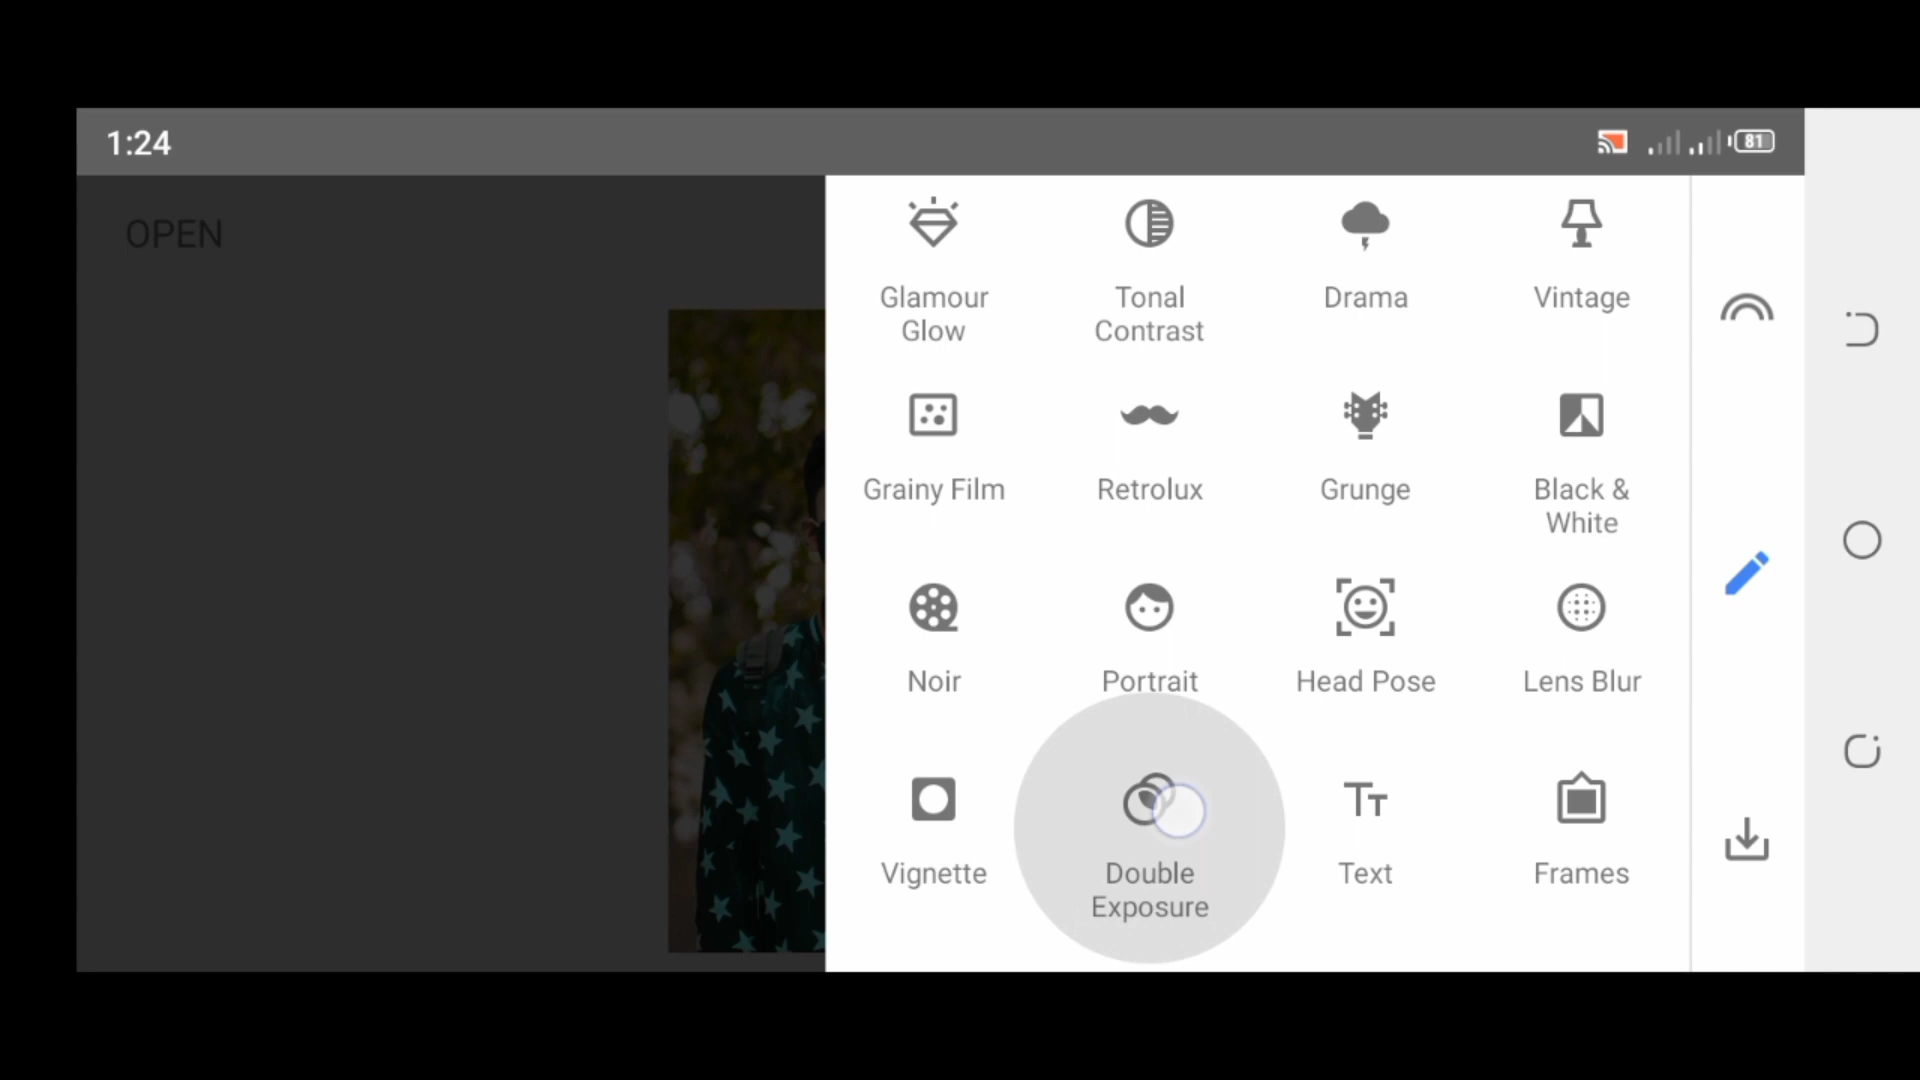 1:24
81
OPEN
Glamour
Glow
Tonal
Contrast
Drama
Vintage
Grainy Film
Retrolux
Grunge
Black &
White
Noir
Portrait
Head Pose
Lens Blur
Vignette
Double
Exposure
Text
Frames